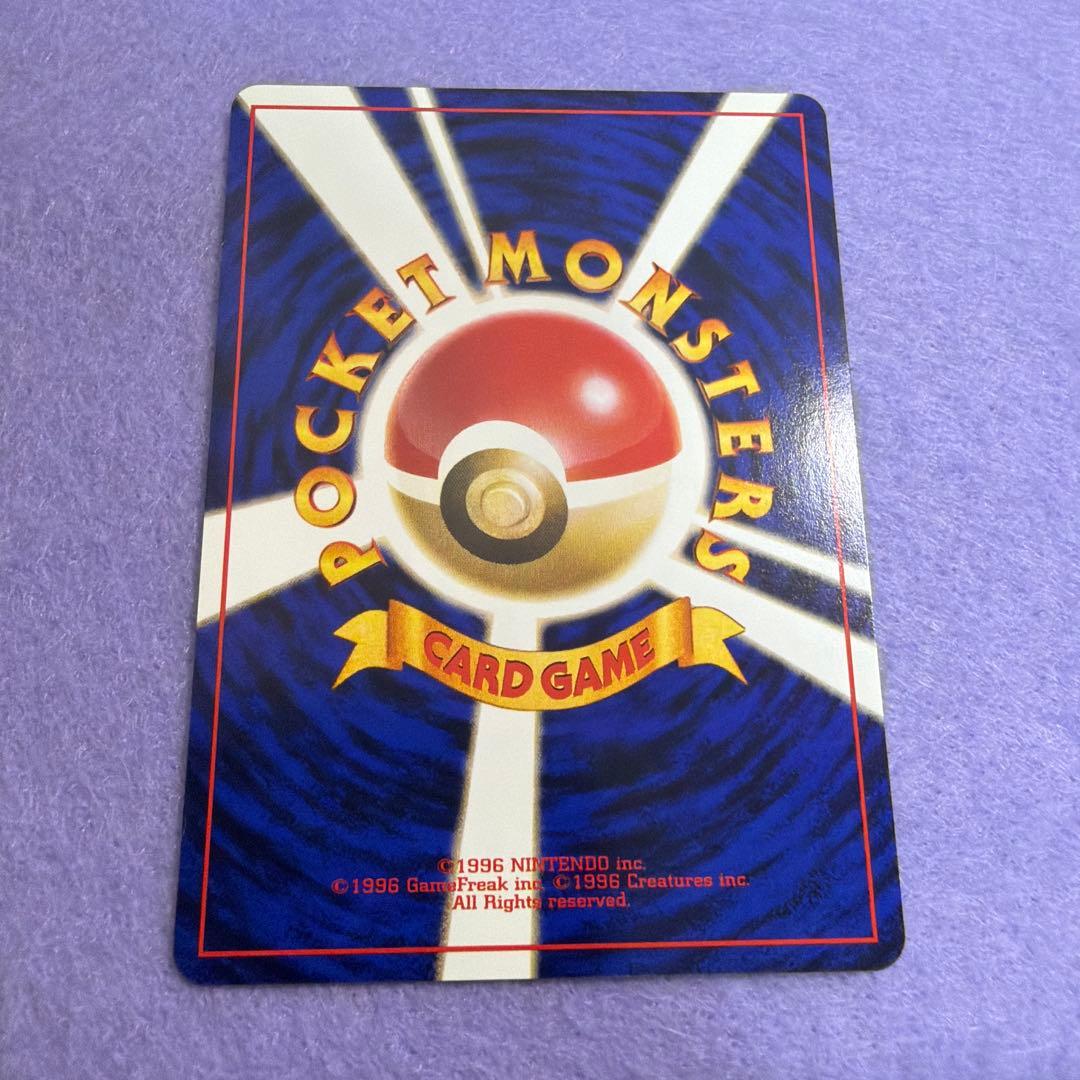 POCKET MONSTERS
CARD GAME
©1996 NINTENDO inc.
©1996 GameFreak inc. ©1996 Creatures inc.
All Rights reserved.